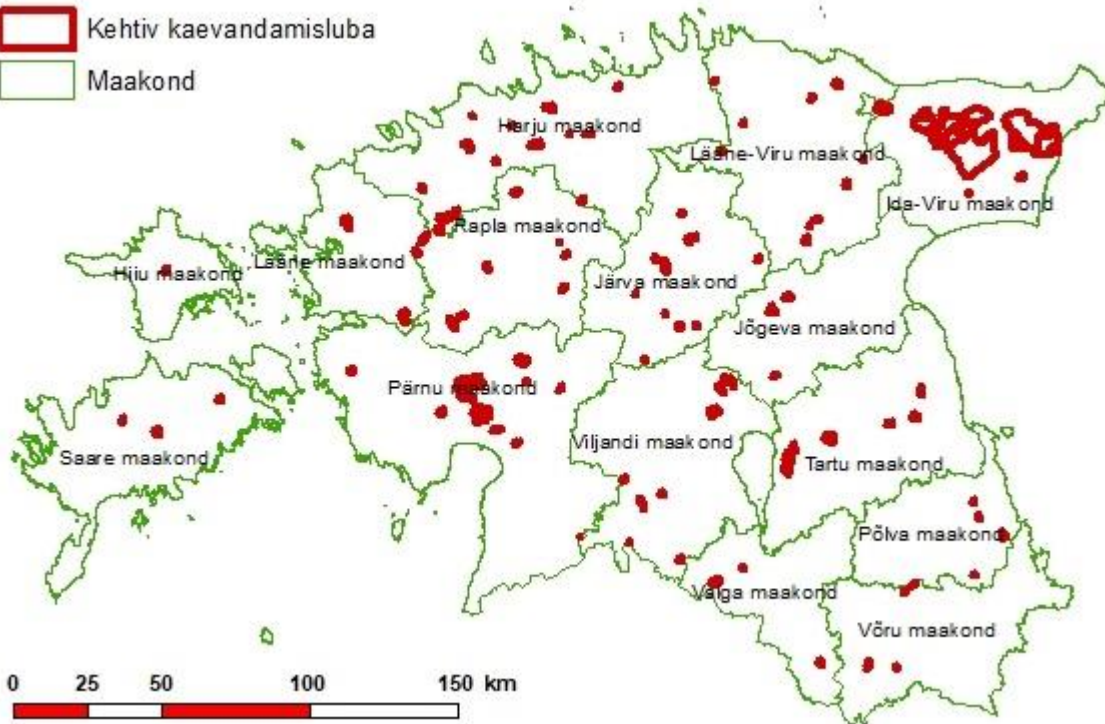 Kehtiv kaevandamisluba
Maakond
Harju maakond
Lääne-Viru maakond
Ida-Viru maakond
Rapla maakond
Lääne maakond
Hiiu maakond
Järva maakond
Jõgeva maakond
Pärnu maakond
Viljandi maakond
Saare maakond
Tartu maakond
Põlva maakond
Valga maakond
Võru maakond
0 25 50 100 150 km